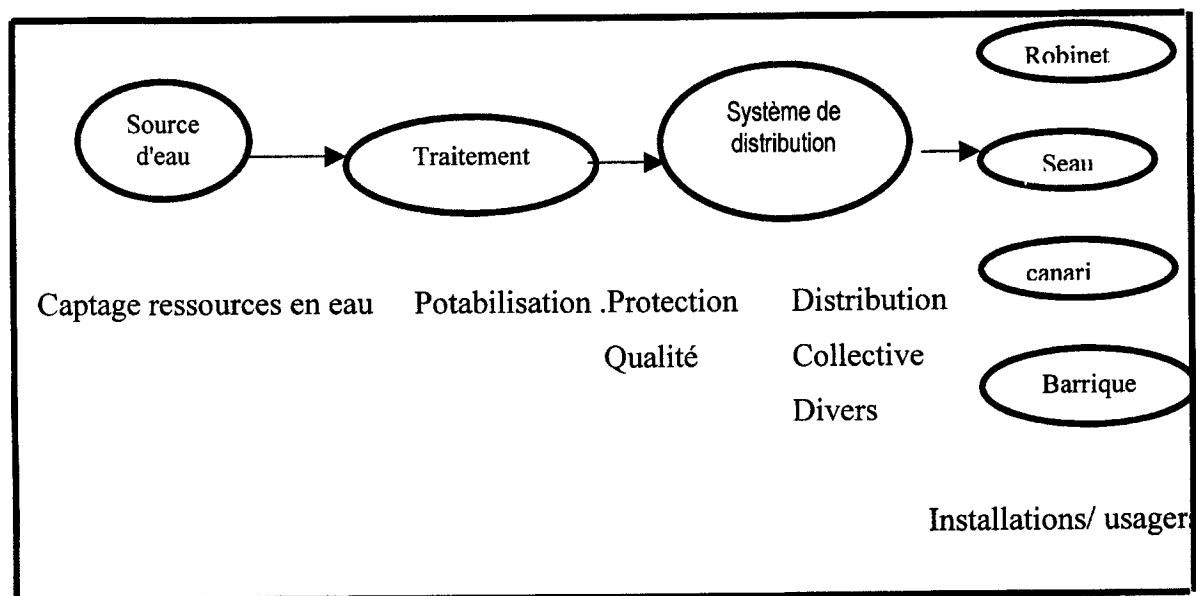 Robinet
Source
d'eau
Traitement
Système de
distribution
Seau
canari
Barrique
Captage ressources en eau
Potabilisation .Protection
Qualité
Distribution
Collective
Divers
Installations/ usagers